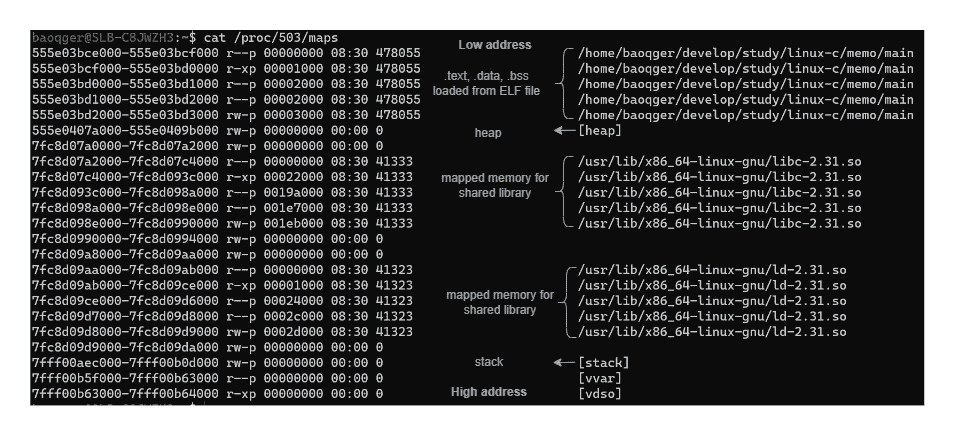 baoqger@SLB-C8JWZH3:~$ cat /proc/503/maps
Low address
555e03bce000-555e03bcf000 r--p 00000000 08:30 478055 /home/baoqger/develop/study/linux-c/memo/main
555e03bcf000-555e03bd0000 r-xp 00001000 08:30 478055 /home/baoqger/develop/study/linux-c/memo/main
555e03bd0000-555e03bd1000 r--p 00002000 08:30 478055 .text, .data, .bss /home/baoqger/develop/study/linux-c/memo/main
555e03bd1000-555e03bd2000 r--p 00002000 08:30 478055 loaded from ELF file /home/baoqger/develop/study/linux-c/memo/main
555e03bd2000-555e03bd3000 rw-p 00003000 08:30 478055 /home/baoqger/develop/study/linux-c/memo/main
555e0407a000-555e0409b000 rw-p 00000000 00:00 0 heap [heap]
7fc8d07a0000-7fc8d07a2000 rw-p 00000000 00:00 0
7fc8d07a2000-7fc8d07c4000 r--p 00000000 08:30 41333 /usr/lib/x86_64-linux-gnu/libc-2.31.so
7fc8d07c4000-7fc8d093c000 r-xp 00022000 08:30 41333 mapped memory for /usr/lib/x86_64-linux-gnu/libc-2.31.so
7fc8d093c000-7fc8d098a000 r--p 0019a000 08:30 41333 shared library /usr/lib/x86_64-linux-gnu/libc-2.31.so
7fc8d098a000-7fc8d098e000 r--p 001e7000 08:30 41333 /usr/lib/x86_64-linux-gnu/libc-2.31.so
7fc8d098e000-7fc8d0990000 rw-p 001eb000 08:30 41333 /usr/lib/x86_64-linux-gnu/libc-2.31.so
7fc8d0990000-7fc8d0994000 rw-p 00000000 00:00 0
7fc8d09a8000-7fc8d09aa000 rw-p 00000000 00:00 0
7fc8d09aa000-7fc8d09ab000 r--p 00000000 08:30 41323 /usr/lib/x86_64-linux-gnu/ld-2.31.so
7fc8d09ab000-7fc8d09ce000 r-xp 00001000 08:30 41323 /usr/lib/x86_64-linux-gnu/ld-2.31.so
7fc8d09ce000-7fc8d09d6000 r--p 00024000 08:30 41323 mapped memory for /usr/lib/x86_64-linux-gnu/ld-2.31.so
7fc8d09d7000-7fc8d09d8000 r--p 0002c000 08:30 41323 shared library /usr/lib/x86_64-linux-gnu/ld-2.31.so
7fc8d09d8000-7fc8d09d9000 rw-p 0002d000 08:30 41323 /usr/lib/x86_64-linux-gnu/ld-2.31.so
7fc8d09d9000-7fc8d09da000 rw-p 00000000 00:00 0
7fff00aec000-7fff00b0d000 rw-p 00000000 00:00 0 stack [stack]
7fff00b5f000-7fff00b63000 r--p 00000000 00:00 0 [vvar]
7fff00b63000-7fff00b64000 r-xp 00000000 00:00 0 High address [vdso]